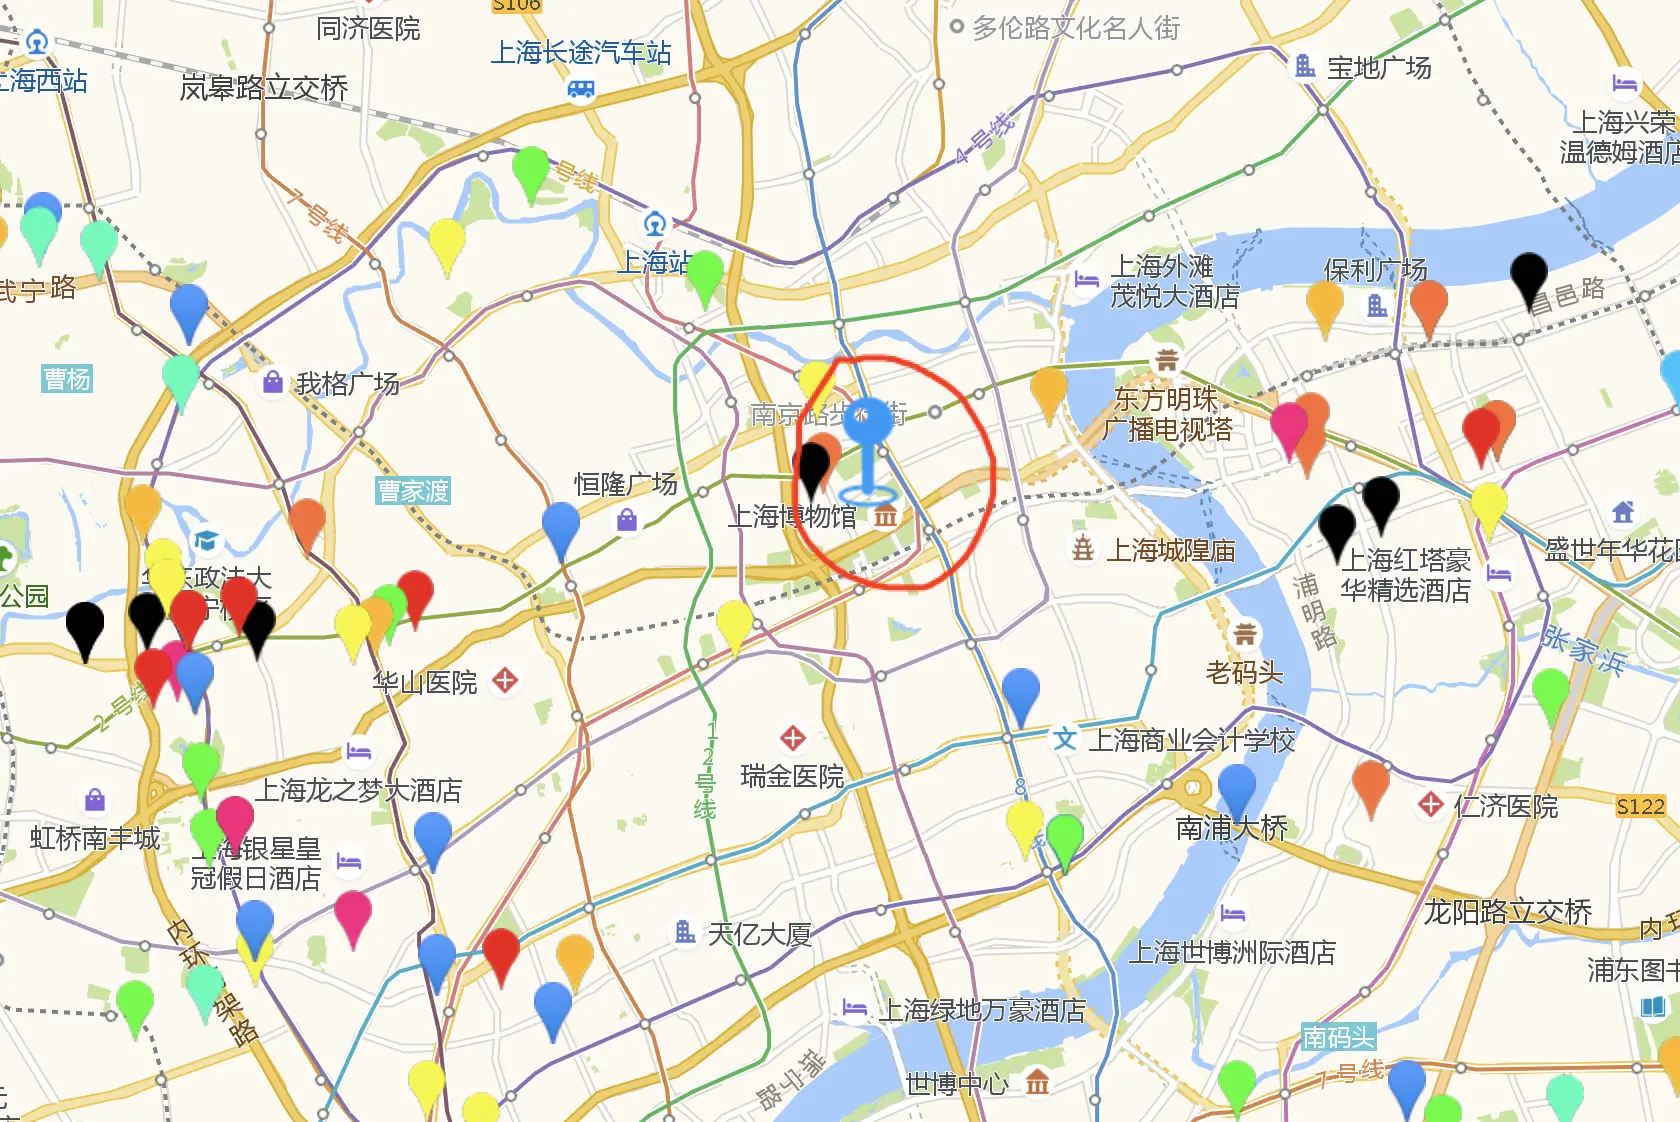 S106
同济医院
多伦路文化名人街
上海长途汽车站
宝地广场
上海西站
岚皋路立交桥
4号线
上海兴荣
温德姆酒店
号线
7号线
上海站
上海外滩
茂悦大酒店
保利广场
武宁路
昌邑路
曹杨
我格广场
东方明珠
广播电视塔
南京路步行街
曹家渡
恒隆广场
上海博物馆
上海城隍庙
上海红塔豪
华精选酒店
盛世年华花园
华东政法大
公园
浦明路
张家浜
老码头
华山医院
2号线
12号线
上海商业会计学校
瑞金医院
上海龙之梦大酒店
8
虹桥南丰城
南浦大桥
仁济医院
S122
上海银星皇
冠假日酒店
内环
高架路
天亿大厦
龙阳路立交桥
内环
上海世博洲际酒店
浦东图书
上海绿地万豪酒店
南码头
瑞宁路
世博中心
7号线